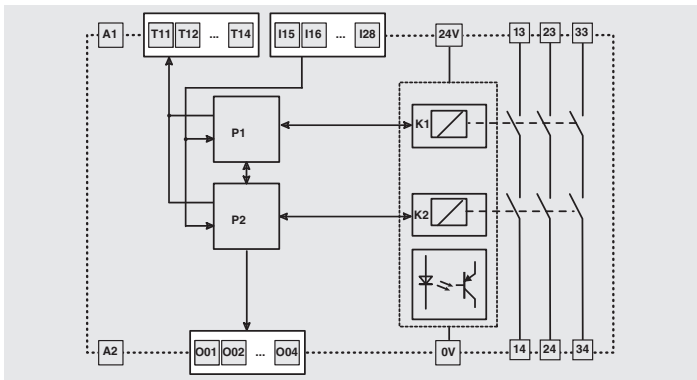 A1 T11 T12 ... T14 I15 I16 ... I28 24V 13 23 33
P1
K1
P2
K2
A2 O01 O02 ... O04 0V 14 24 34